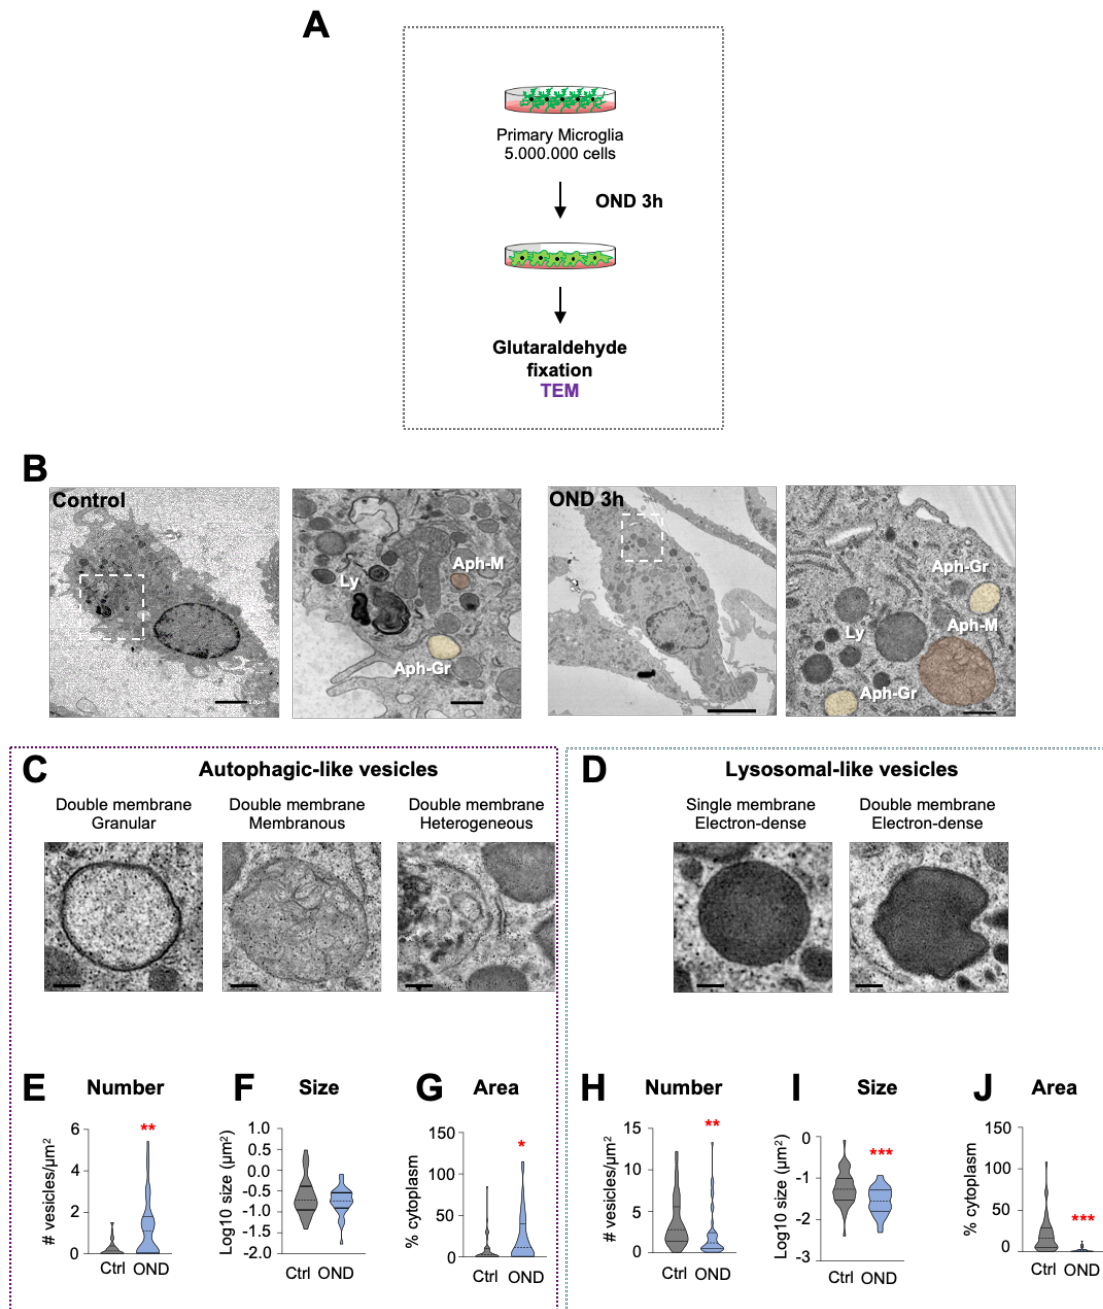 A
Primary Microglia
5.000.000 cells
OND 3h
Glutaraldehyde
fixation
TEM
B
Control
Ly
Aph-M
Aph-Gr
OND 3h
Aph-Gr
Aph-M
Ly
Aph-Gr
C
Autophagic-like vesicles
Double membrane
Granular
Double membrane
Membranous
Double membrane
Heterogeneous
D
Lysosomal-like vesicles
Single membrane
Electron-dense
Double membrane
Electron-dense
E
Number
# vesicles/µm²
6
4
2
0
**
Ctrl
OND
F
Size
Log10 size (µm²)
1.0
0.5
0.0
-0.5
-1.0
-1.5
-2.0
Ctrl
OND
G
Area
% cytoplasm
150
100
50
0
*
Ctrl
OND
H
Number
# vesicles/µm²
15
10
5
0
**
Ctrl
OND
I
Size
Log10 size (µm²)
0
-1
-2
-3
***
Ctrl
OND
J
Area
% cytoplasm
150
100
50
0
***
Ctrl
OND